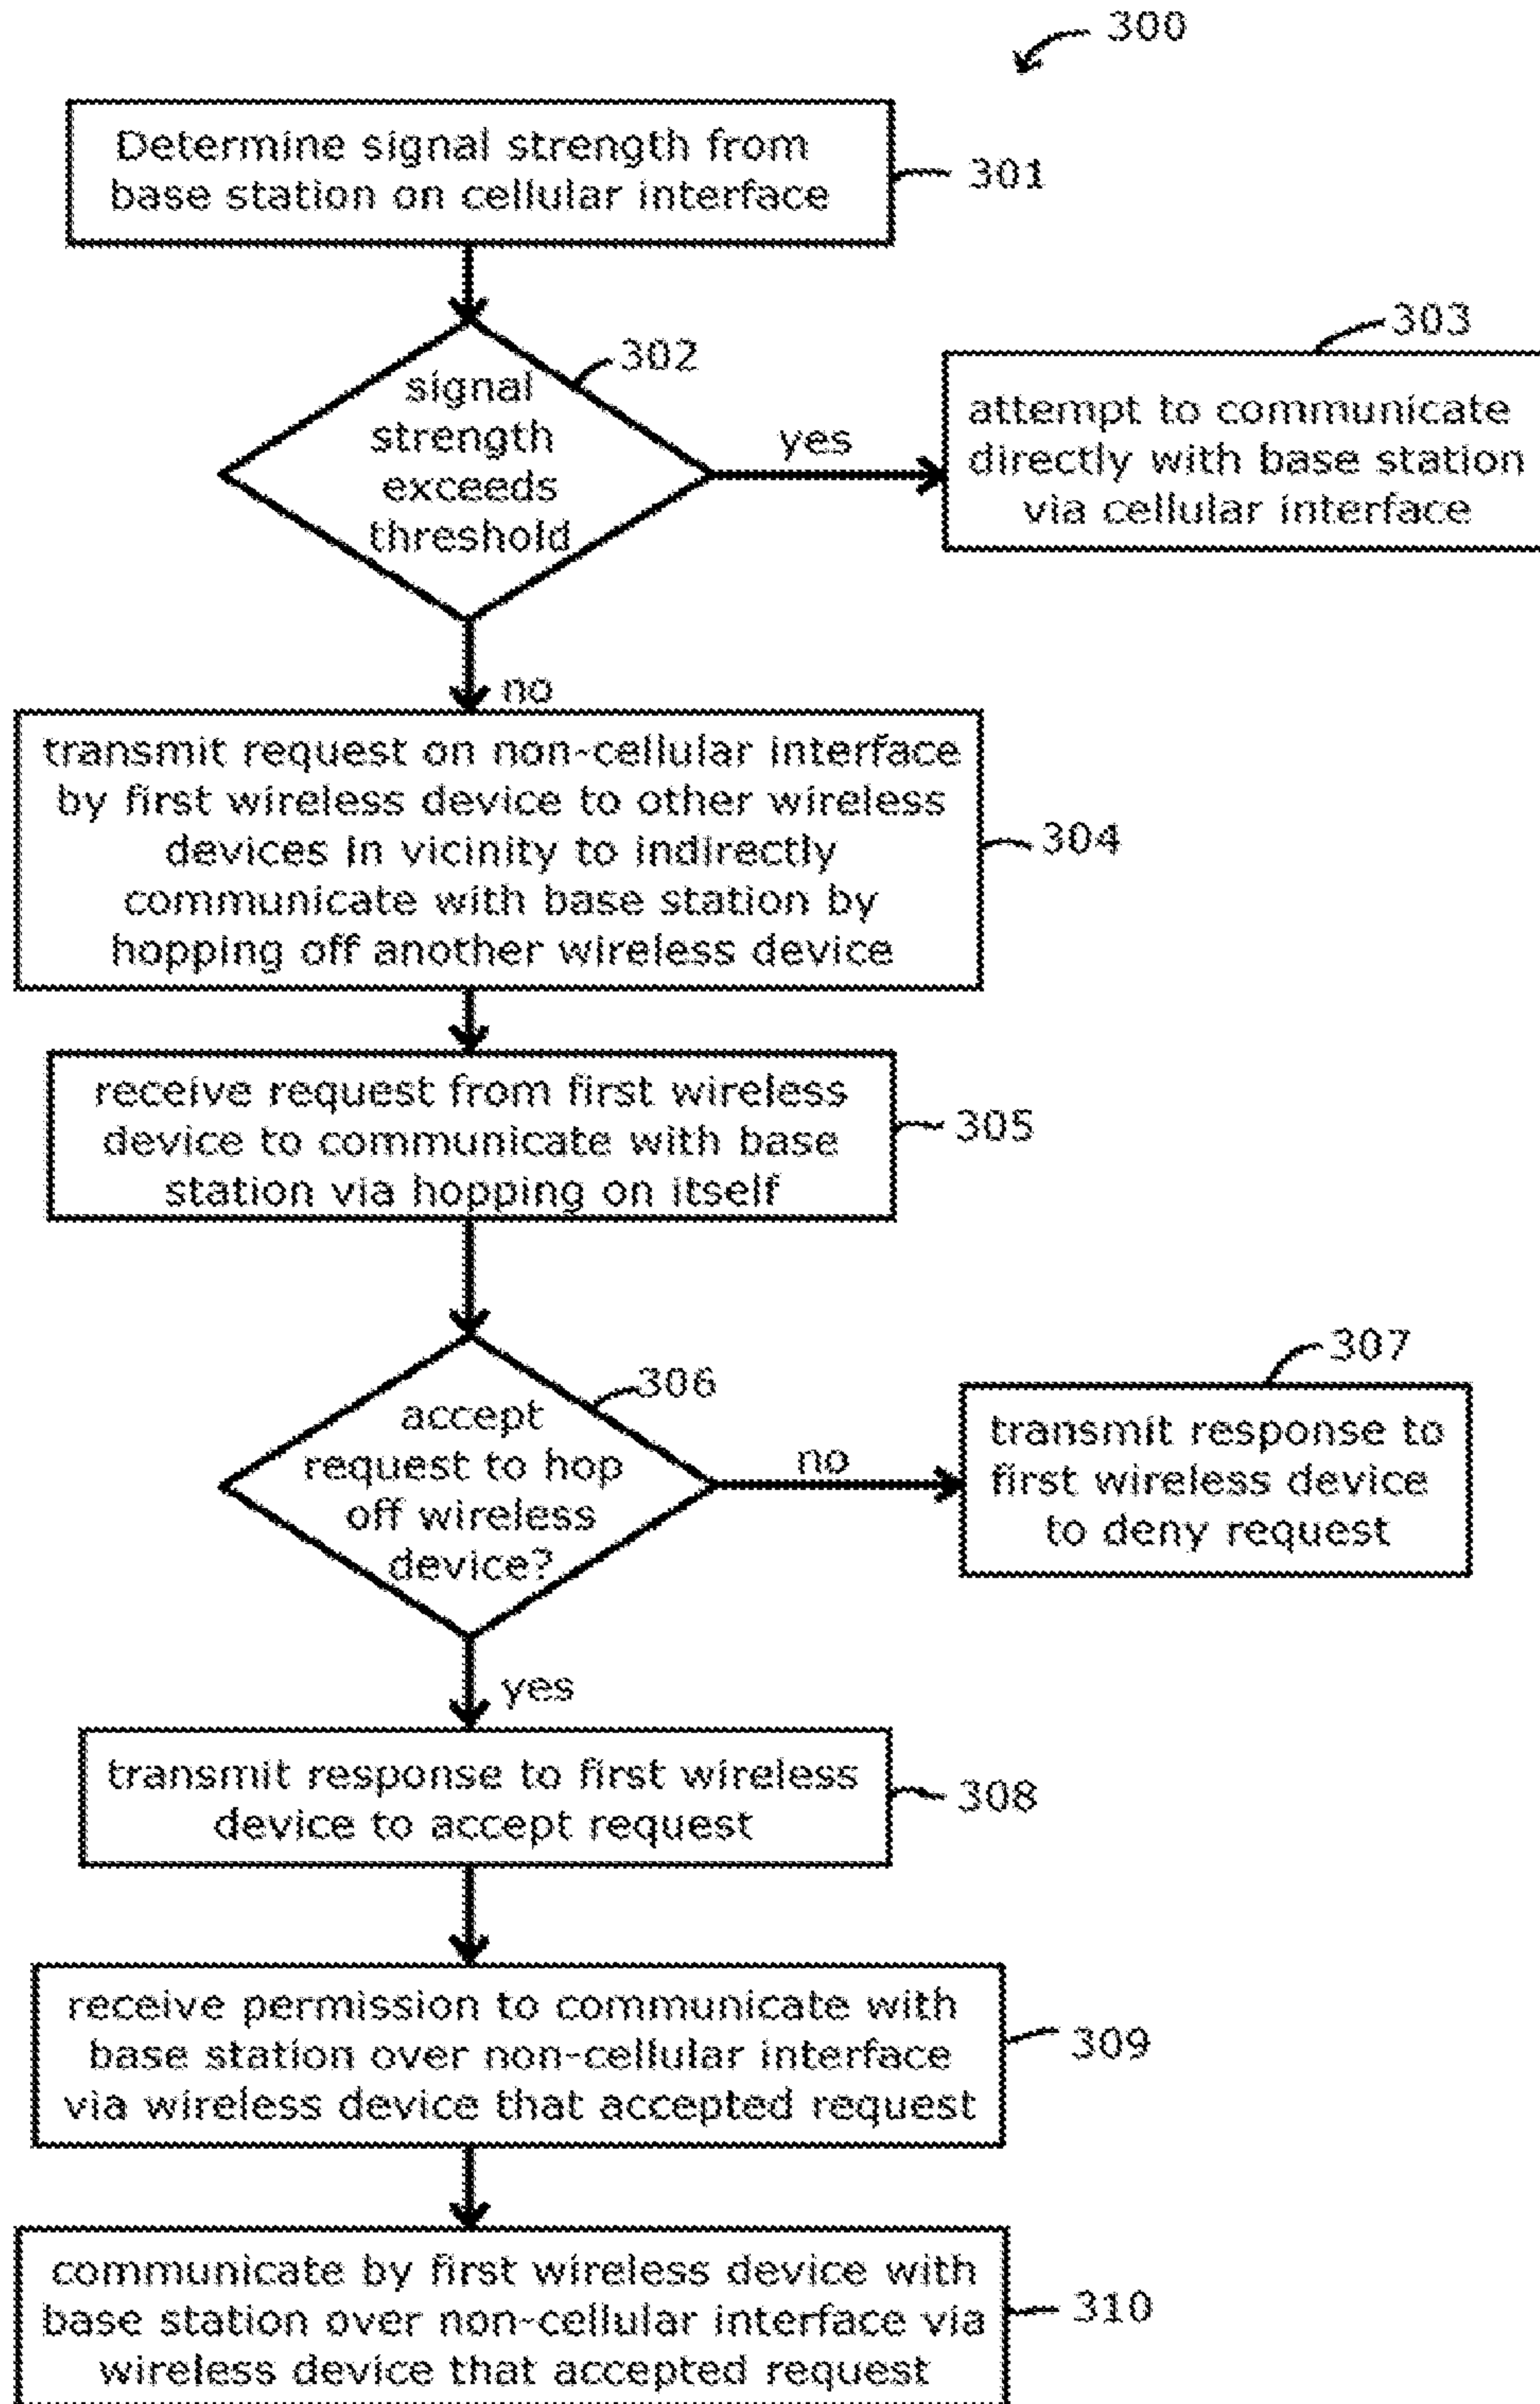 300
Determine signal strength from
base station on cellular interface
301
302
signal
strength
exceeds
threshold
yes
303
attempt to communicate
directly with base station
via cellular interface
no
transmit request on non-cellular interface
by first wireless device to other wireless
devices in vicinity to indirectly
communicate with base station by
hopping off another wireless device
304
receive request from first wireless
device to communicate with base
station via hopping on itself
305
306
accept
request to hop
off wireless
device?
no
307
transmit response to
first wireless device
to deny request
yes
transmit response to first wireless
device to accept request
308
receive permission to communicate with
base station over non-cellular interface
via wireless device that accepted request
309
communicate by first wireless device with
base station over non-cellular interface via
wireless device that accepted request
310